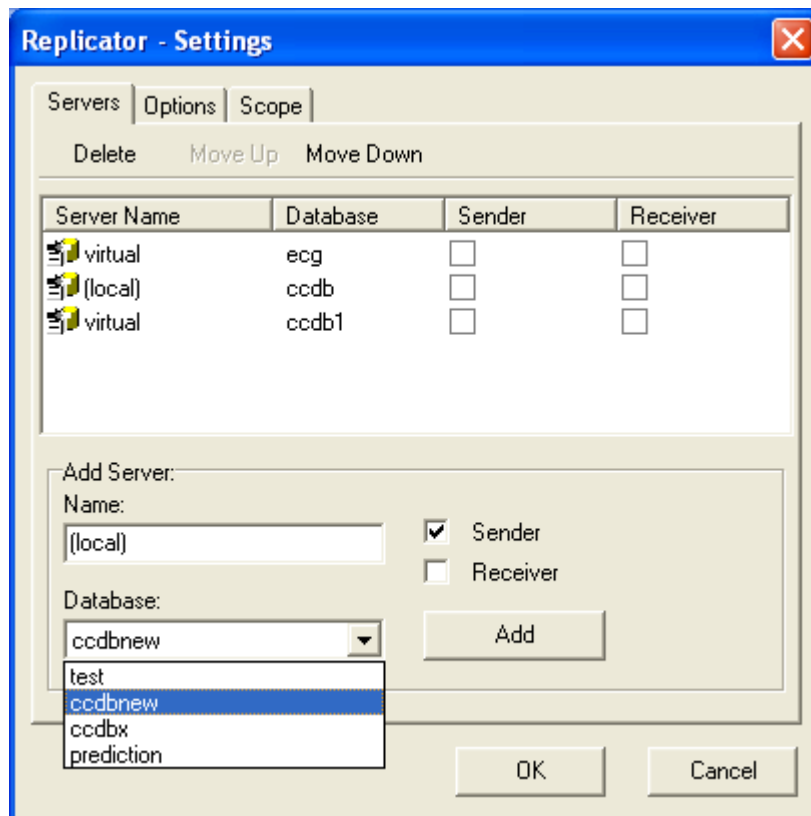 Replicator - Settings
Servers Options Scope
Delete Move Up Move Down
Server Name Database Sender Receiver
virtual ecg
(local) ccdb
virtual ccdb1
Add Server:
Name:
(local)
Sender
Receiver
Database:
ccdbnew
Add
test
ccdbnew
ccdbx
prediction
OK Cancel